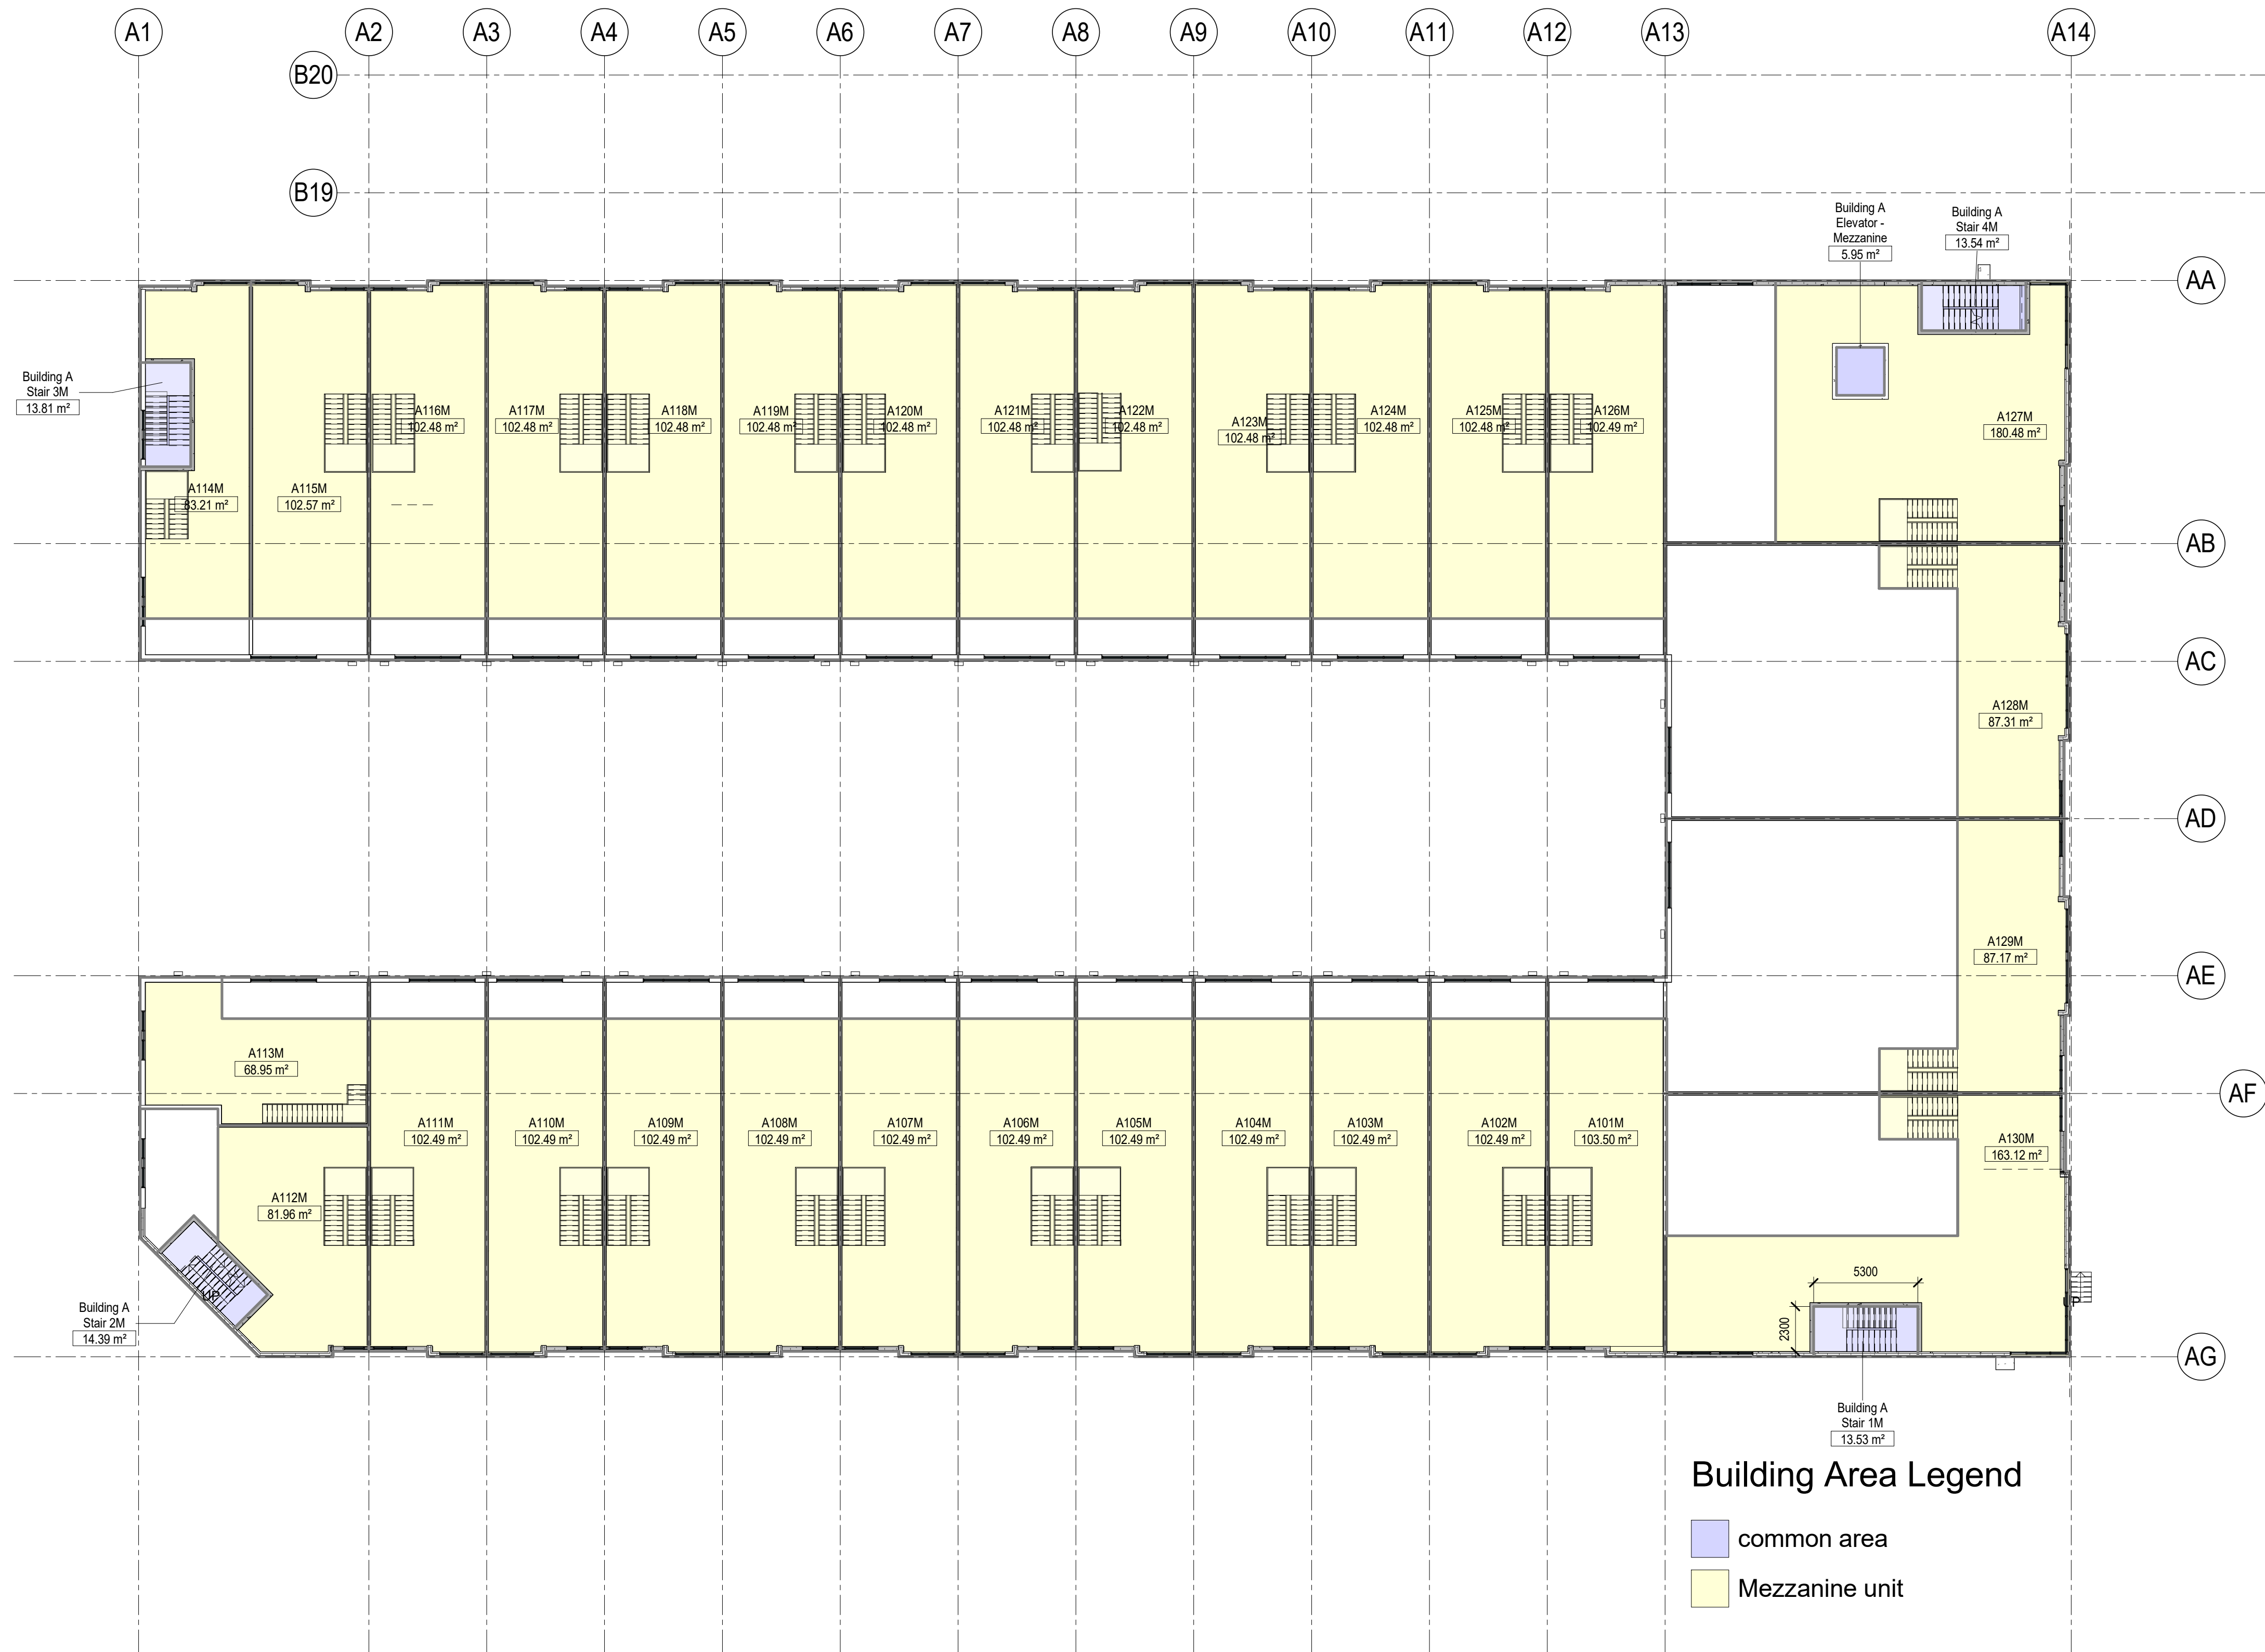 A1
A2
A3
A4
A5
A6
A7
A8
A9
A10
A11
A12
A13
A14
B20
B19
Building A
Elevator -
Mezzanine
5.95 m²
Building A
Stair 4M
13.54 m²
AA
Building A
Stair 3M
13.81 m²
A114M
83.21 m²
A115M
102.57 m²
A116M
102.48 m²
A117M
102.48 m²
A118M
102.48 m²
A119M
102.48 m²
A120M
102.48 m²
A121M
102.48 m²
A122M
102.48 m²
A123M
102.48 m²
A124M
102.48 m²
A125M
102.48 m²
A126M
102.49 m²
A127M
180.48 m²
AB
AC
A128M
87.31 m²
AD
A129M
87.17 m²
AE
A113M
68.95 m²
AF
A111M
102.49 m²
A110M
102.49 m²
A109M
102.49 m²
A108M
102.49 m²
A107M
102.49 m²
A106M
102.49 m²
A105M
102.49 m²
A104M
102.49 m²
A103M
102.49 m²
A102M
102.49 m²
A101M
103.50 m²
A130M
163.12 m²
A112M
81.96 m²
UP
Building A
Stair 2M
14.39 m²
5300
2300
UP
AG
Building A
Stair 1M
13.53 m²
Building Area Legend
common area
Mezzanine unit